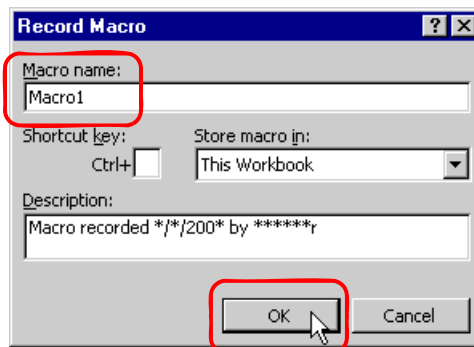 Record Macro
Macro name:
Macro1
Shortcut key:
Store macro in:
Ctrl+
This Workbook
Description:
Macro recorded */*/200* by ******r
OK
Cancel